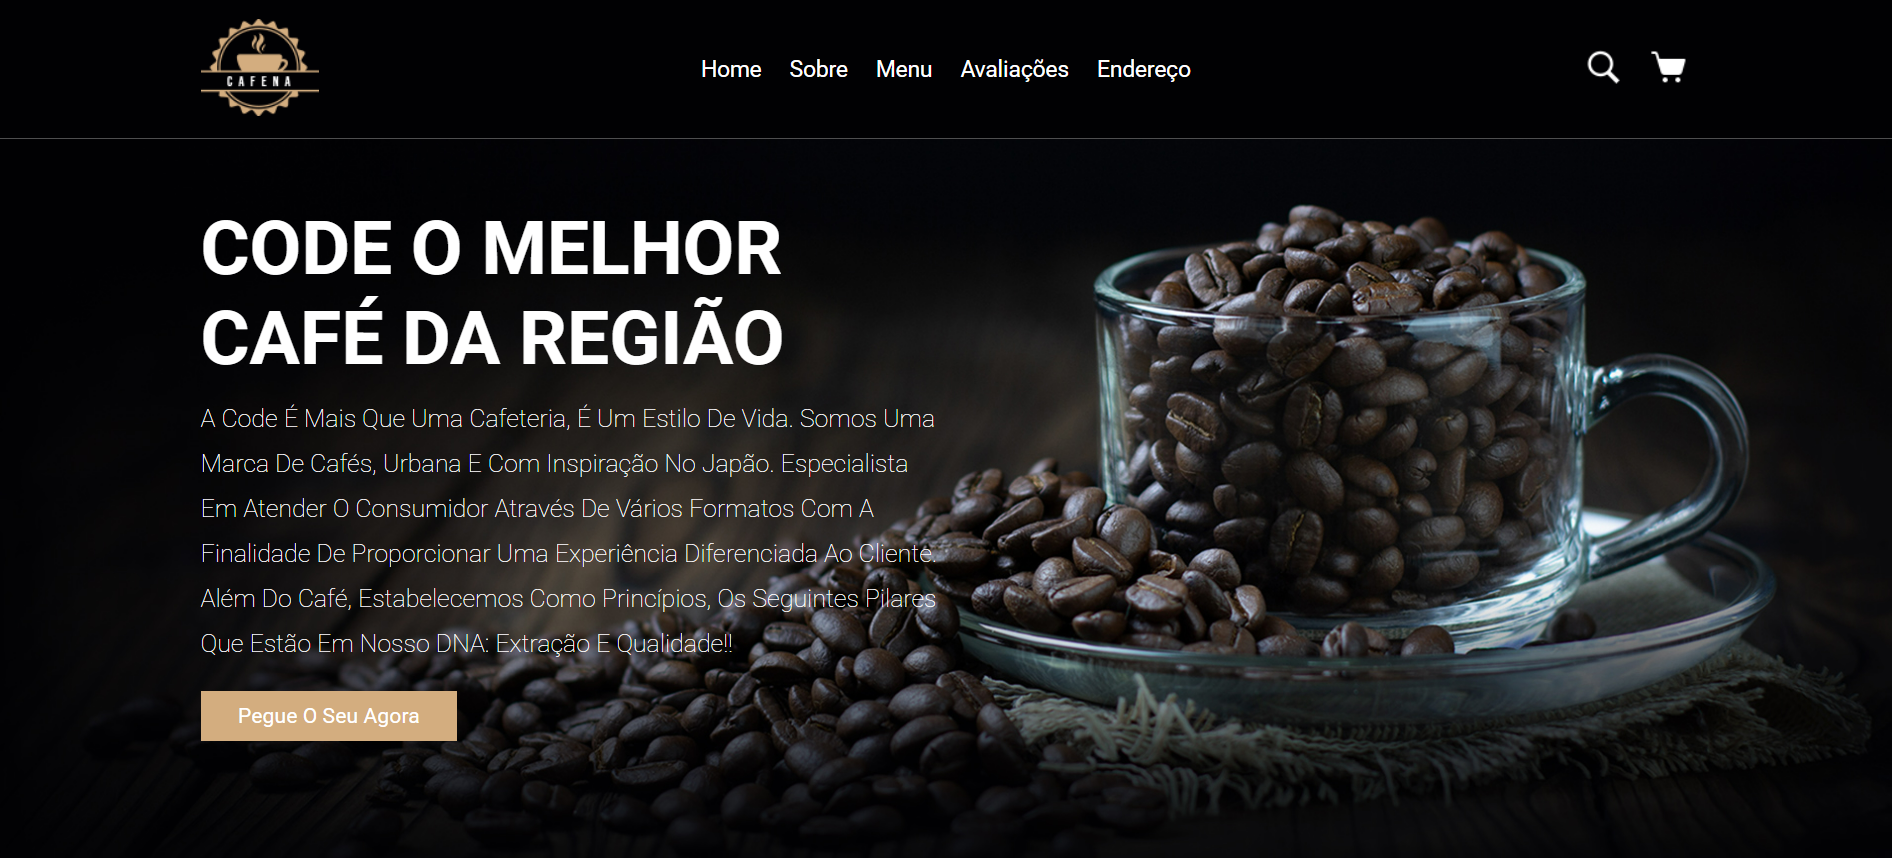 CAFENA
Home Sobre Menu Avaliações Endereço
CODE O MELHOR
CAFÉ DA REGIÃO
A Code É Mais Que Uma Cafeteria, É Um Estilo De Vida. Somos Uma
Marca De Cafés, Urbana E Com Inspiração No Japão. Especialista
Em Atender O Consumidor Através De Vários Formatos Com A
Finalidade De Proporcionar Uma Experiência Diferenciada Ao Cliente.
Além Do Café, Estabelecemos Como Princípios, Os Seguintes Pilares
Que Estão Em Nosso DNA: Extração E Qualidade!!
Pegue O Seu Agora